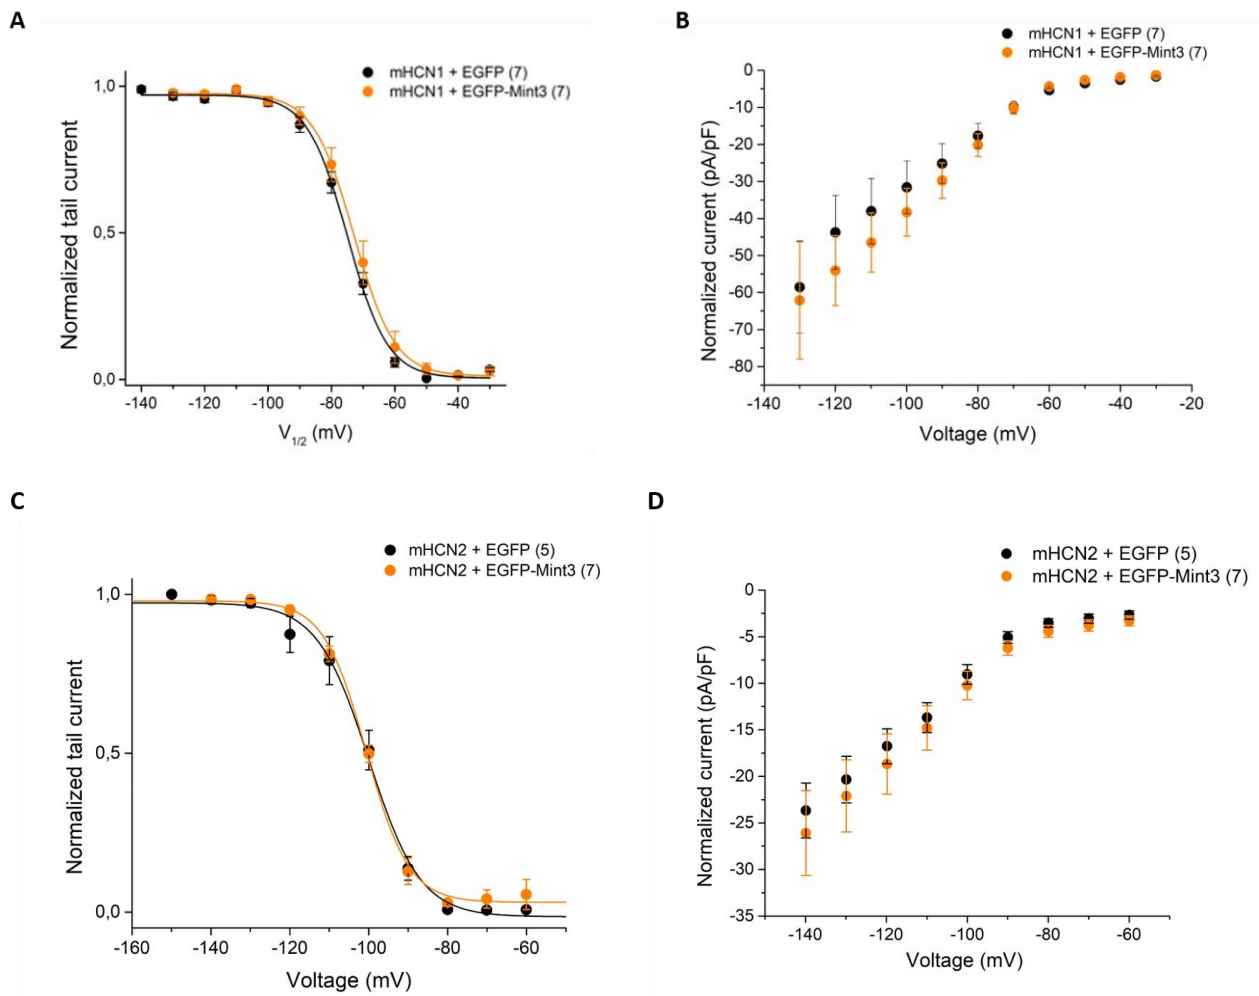 A
mHCN1 + EGFP (7)
mHCN1 + EGFP-Mint3 (7)
1,0
0,5
0,0
Normalized tail current
-140 -120 -100 -80 -60 -40
V1/2 (mV)
B
mHCN1 + EGFP (7)
mHCN1 + EGFP-Mint3 (7)
0
-10
-20
-30
-40
-50
-60
-70
-80
Normalized current (pA/pF)
-140 -120 -100 -80 -60 -40 -20
Voltage (mV)
C
mHCN2 + EGFP (5)
mHCN2 + EGFP-Mint3 (7)
1,0
0,5
0,0
Normalized tail current
-160 -140 -120 -100 -80 -60
Voltage (mV)
D
mHCN2 + EGFP (5)
mHCN2 + EGFP-Mint3 (7)
0
-5
-10
-15
-20
-25
-30
-35
Normalized current (pA/pF)
-140 -120 -100 -80 -60
Voltage (mV)